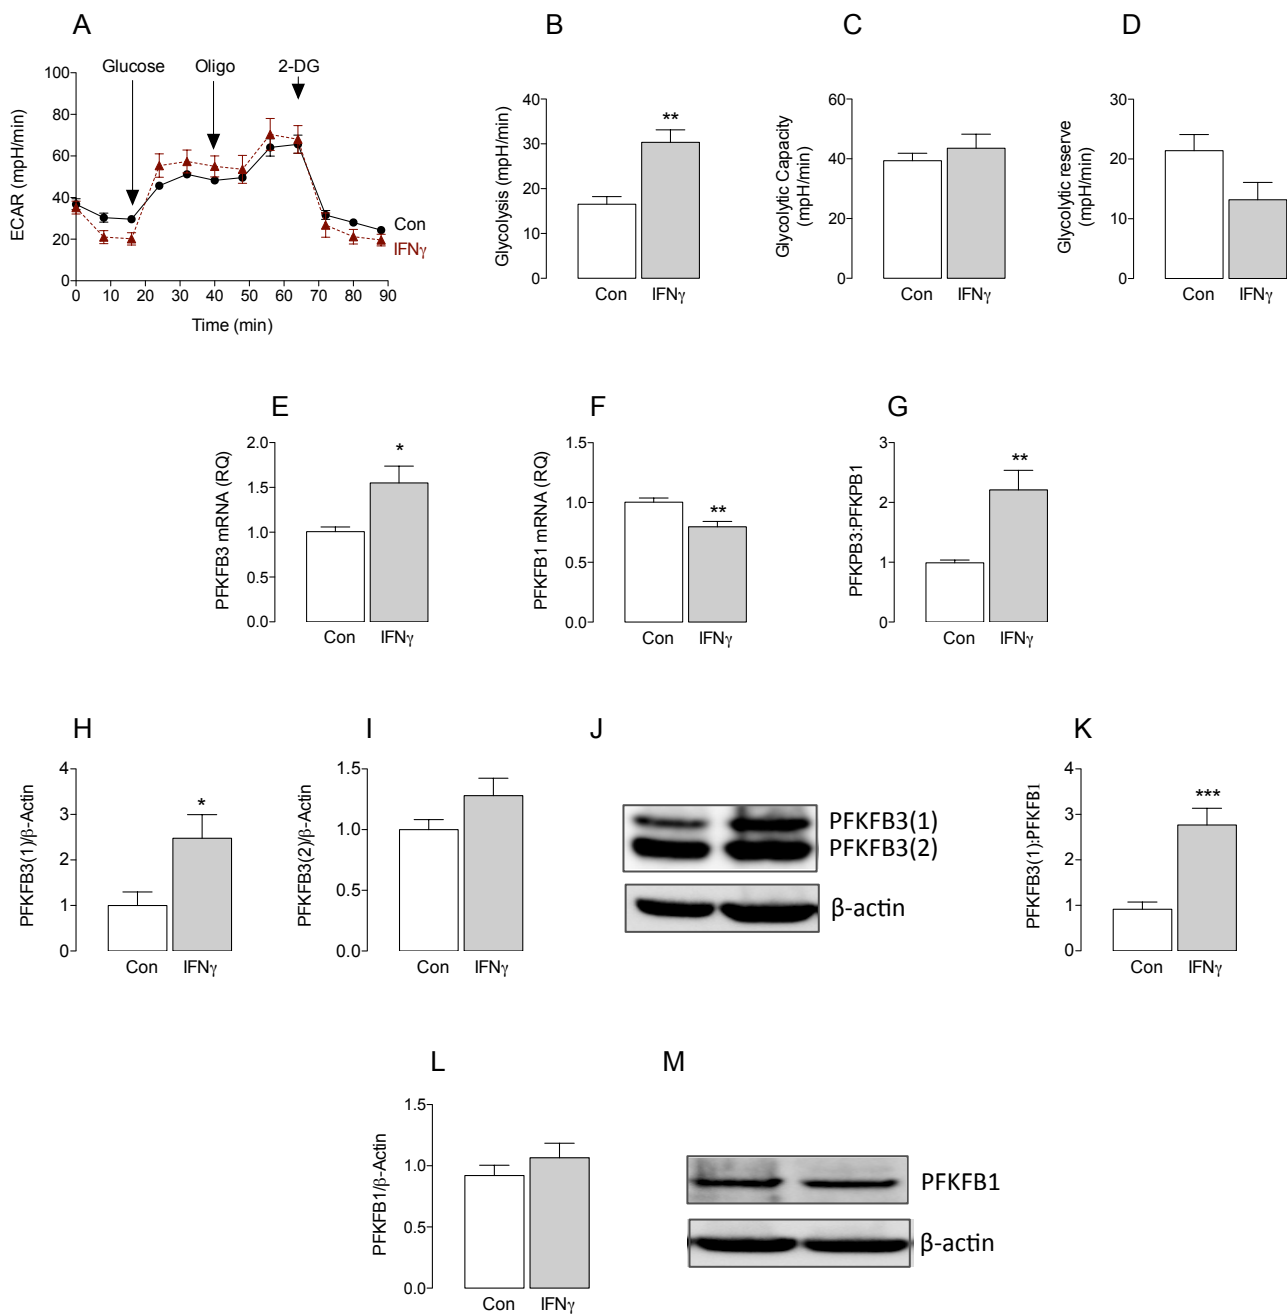 A
B
C
D
Glucose
Oligo
2-DG
ECAR (mpH/min)
100
80
60
40
20
0
0 10 20 30 40 50 60 70 80 90
Time (min)
Con
IFNγ
Glycolysis (mpH/min)
40
30
20
10
0
**
Con IFNγ
Glycolytic Capacity
(mpH/min)
60
40
20
0
Con IFNγ
Glycolytic reserve
(mpH/min)
30
20
10
0
Con IFNγ
E
F
G
PFKFB3 mRNA (RQ)
2.0
1.5
1.0
0.5
0.0
*
Con IFNγ
PFKFB1 mRNA (RQ)
1.5
1.0
0.5
0.0
**
Con IFNγ
PFKPB3:PFKPB1
3
2
1
0
**
Con IFNγ
H
I
J
K
PFKFB3(1)/β-Actin
4
3
2
1
0
*
Con IFNγ
PFKFB3(2)/β-Actin
1.5
1.0
0.5
0.0
Con IFNγ
PFKFB3(1)
PFKFB3(2)
β-actin
PFKFB3(1):PFKFB1
4
3
2
1
0
***
Con IFNγ
L
M
PFKFB1/β-Actin
1.5
1.0
0.5
0.0
Con IFNγ
PFKFB1
β-actin